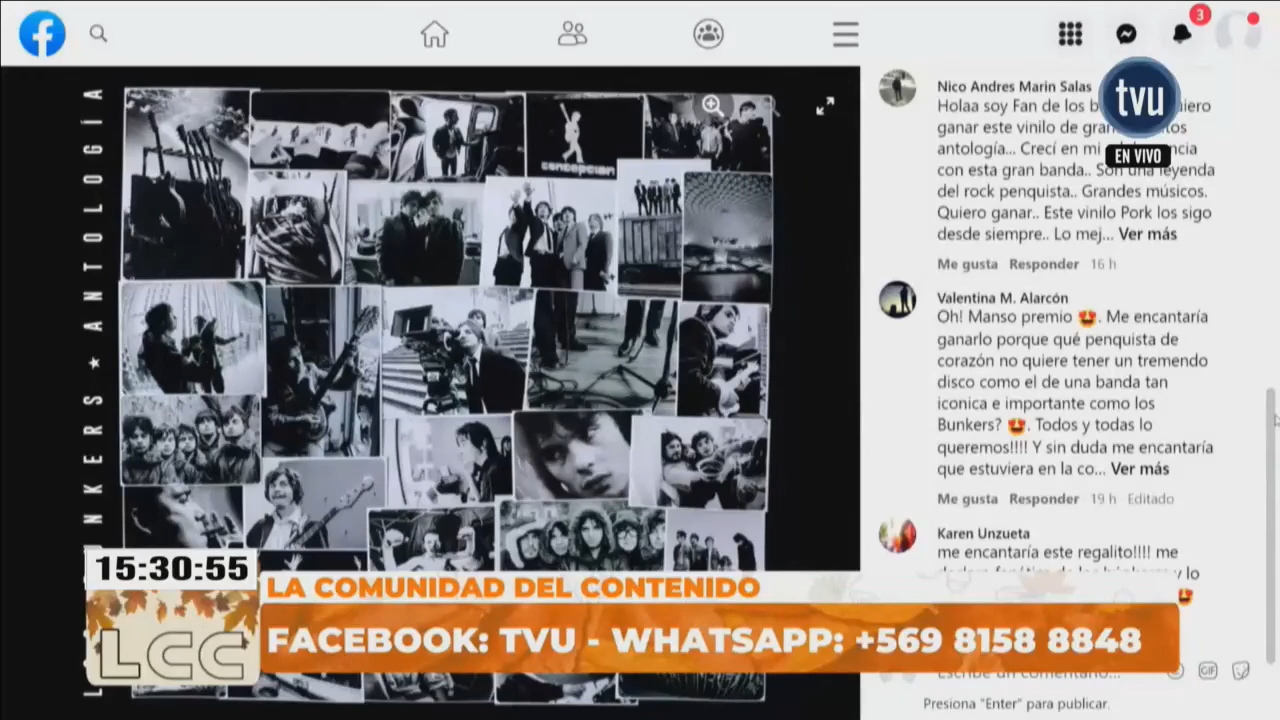 f
3
tvu
EN VIVO
NKERS ★ ANTOLOGÍA
concepcion
Nico Andres Marin Salas
Holaa soy Fan de los
ganar este vinilo de gran
antología... Crecí en mi
con esta gran banda.. Son una leyenda
del rock penquista.. Grandes músicos.
Quiero ganar.. Este vinilo Pork los sigo
desde siempre.. Lo mej... Ver más
Me gusta Responder 16 h
Valentina M. Alarcón
Oh! Manso premio 🤩. Me encantaría
ganarlo porque qué penquista de
corazón no quiere tener un tremendo
disco como el de una banda tan
iconica e importante como los
Bunkers? 🤩. Todos y todas lo
queremos!!!! Y sin duda me encantaría
que estuviera en la co... Ver más
Me gusta Responder 19 h Editado
Karen Unzueta
me encantaría este regalito!!!! me
y lo
GIF
Presiona "Enter" para publicar.
15:30:55
LCC
LA COMUNIDAD DEL CONTENIDO
FACEBOOK: TVU - WHATSAPP: +569 8158 8848